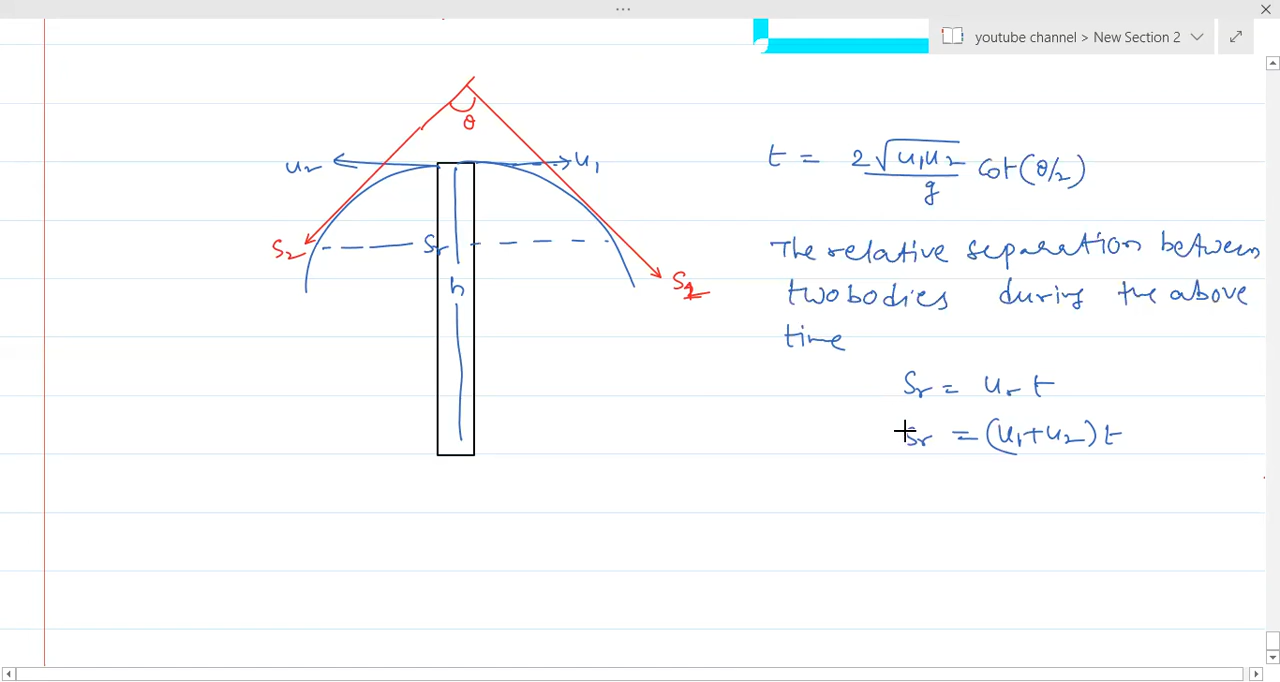 ...
youtube channel > New Section 2
θ
u2
u1
t = 2√u1u2/g cot(θ/2)
S2
Sr
S1
h
The relative separation between
two bodies during the above
time
Sr = ur t
Sr = (u1+u2) t